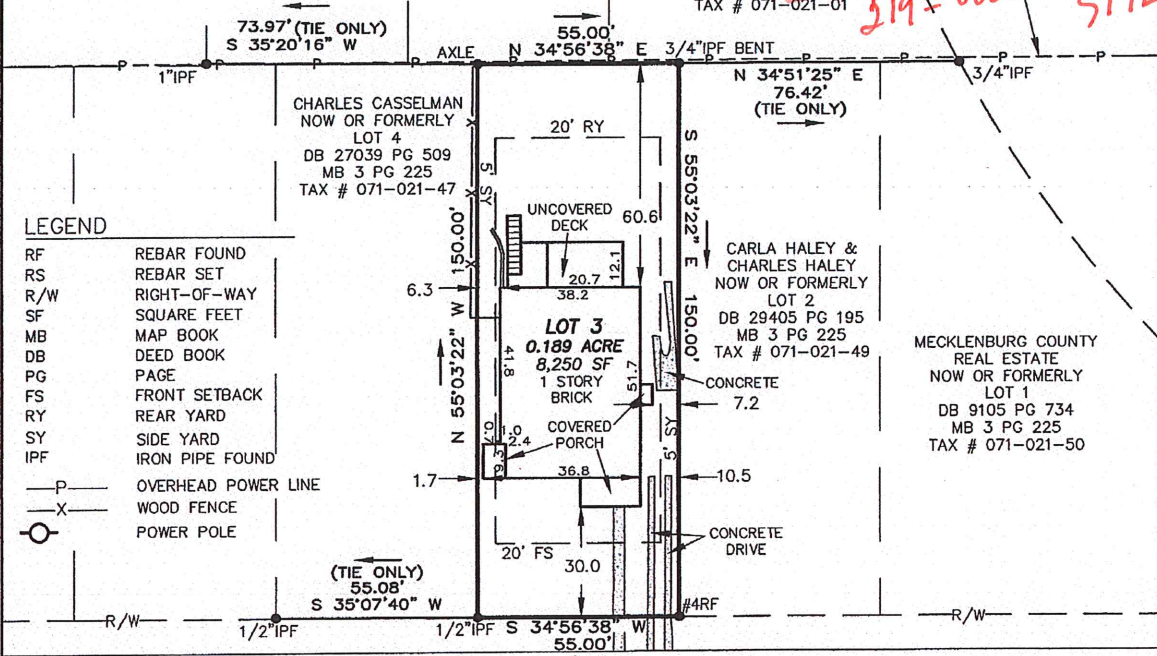 TAX # 071-021-01
73.97' (TIE ONLY)
S 35°20'16" W
55.00'
AXLE
N 34°56'38" E
3/4"IPF BENT
P
P
P
P
P
P
P
P
P
1"IPF
N 34°51'25" E
76.42'
(TIE ONLY)
3/4"IPF
CHARLES CASSELMAN
NOW OR FORMERLY
LOT 4
DB 27039 PG 509
MB 3 PG 225
TAX # 071-021-47
X
X
X
20' RY
5' SY
60.6
S 55°03'22" E 150.00'
N 55°03'22" W 150.00'
UNCOVERED
DECK
12.1
20.7
38.2
6.3
LEGEND
RF REBAR FOUND
RS REBAR SET
R/W RIGHT-OF-WAY
SF SQUARE FEET
MB MAP BOOK
DB DEED BOOK
PG PAGE
FS FRONT SETBACK
RY REAR YARD
SY SIDE YARD
IPF IRON PIPE FOUND
P OVERHEAD POWER LINE
X WOOD FENCE
POWER POLE
LOT 3
0.189 ACRE
8,250 SF
1 STORY
BRICK
41.8
51.7
CARLA HALEY &
CHARLES HALEY
NOW OR FORMERLY
LOT 2
DB 29405 PG 195
MB 3 PG 225
TAX # 071-021-49
MECKLENBURG COUNTY
REAL ESTATE
NOW OR FORMERLY
LOT 1
DB 9105 PG 734
MB 3 PG 225
TAX # 071-021-50
CONCRETE
7.2
COVERED
PORCH
0.7
1.0
2.4
9.3
36.8
5' SY
1.7
10.5
CONCRETE
DRIVE
20' FS
30.0
(TIE ONLY)
55.08'
S 35°07'40" W
#4RF
R/W
1/2"IPF
1/2"IPF
S 34°56'38" W
55.00'
R/W